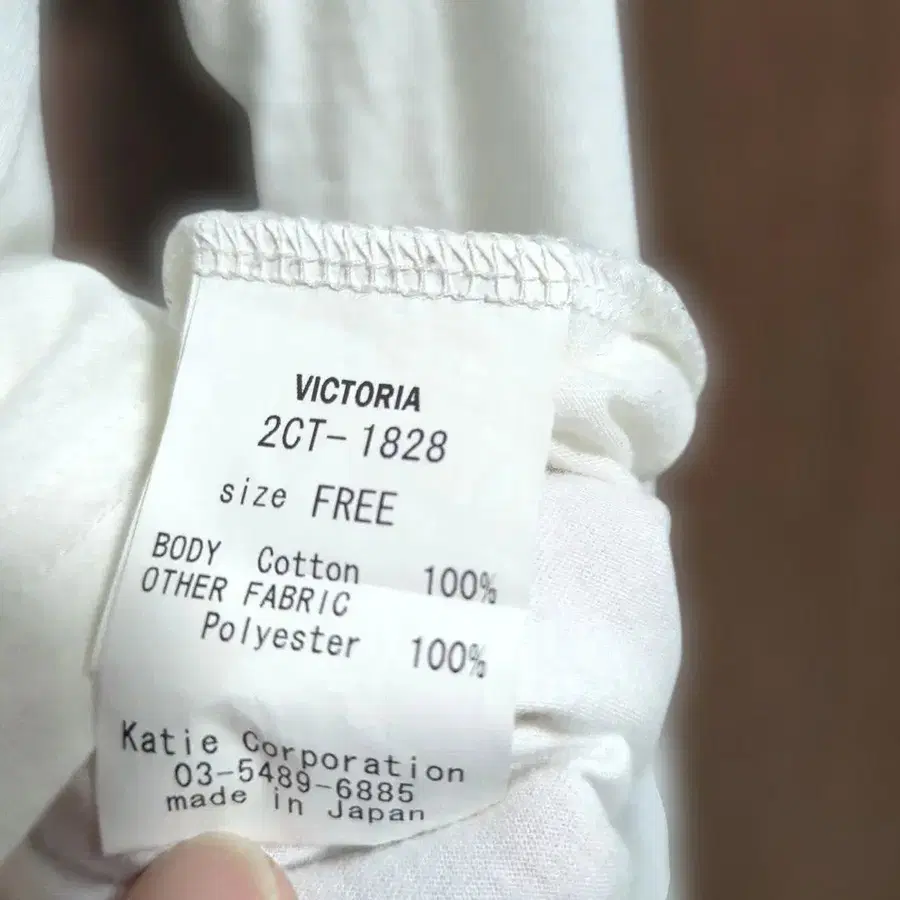 VICTORIA
2CT-1828
size FREE
BODY Cotton 100%
OTHER FABRIC
Polyester 100%
Katie Corporation
03-5489-6885
made in Japan